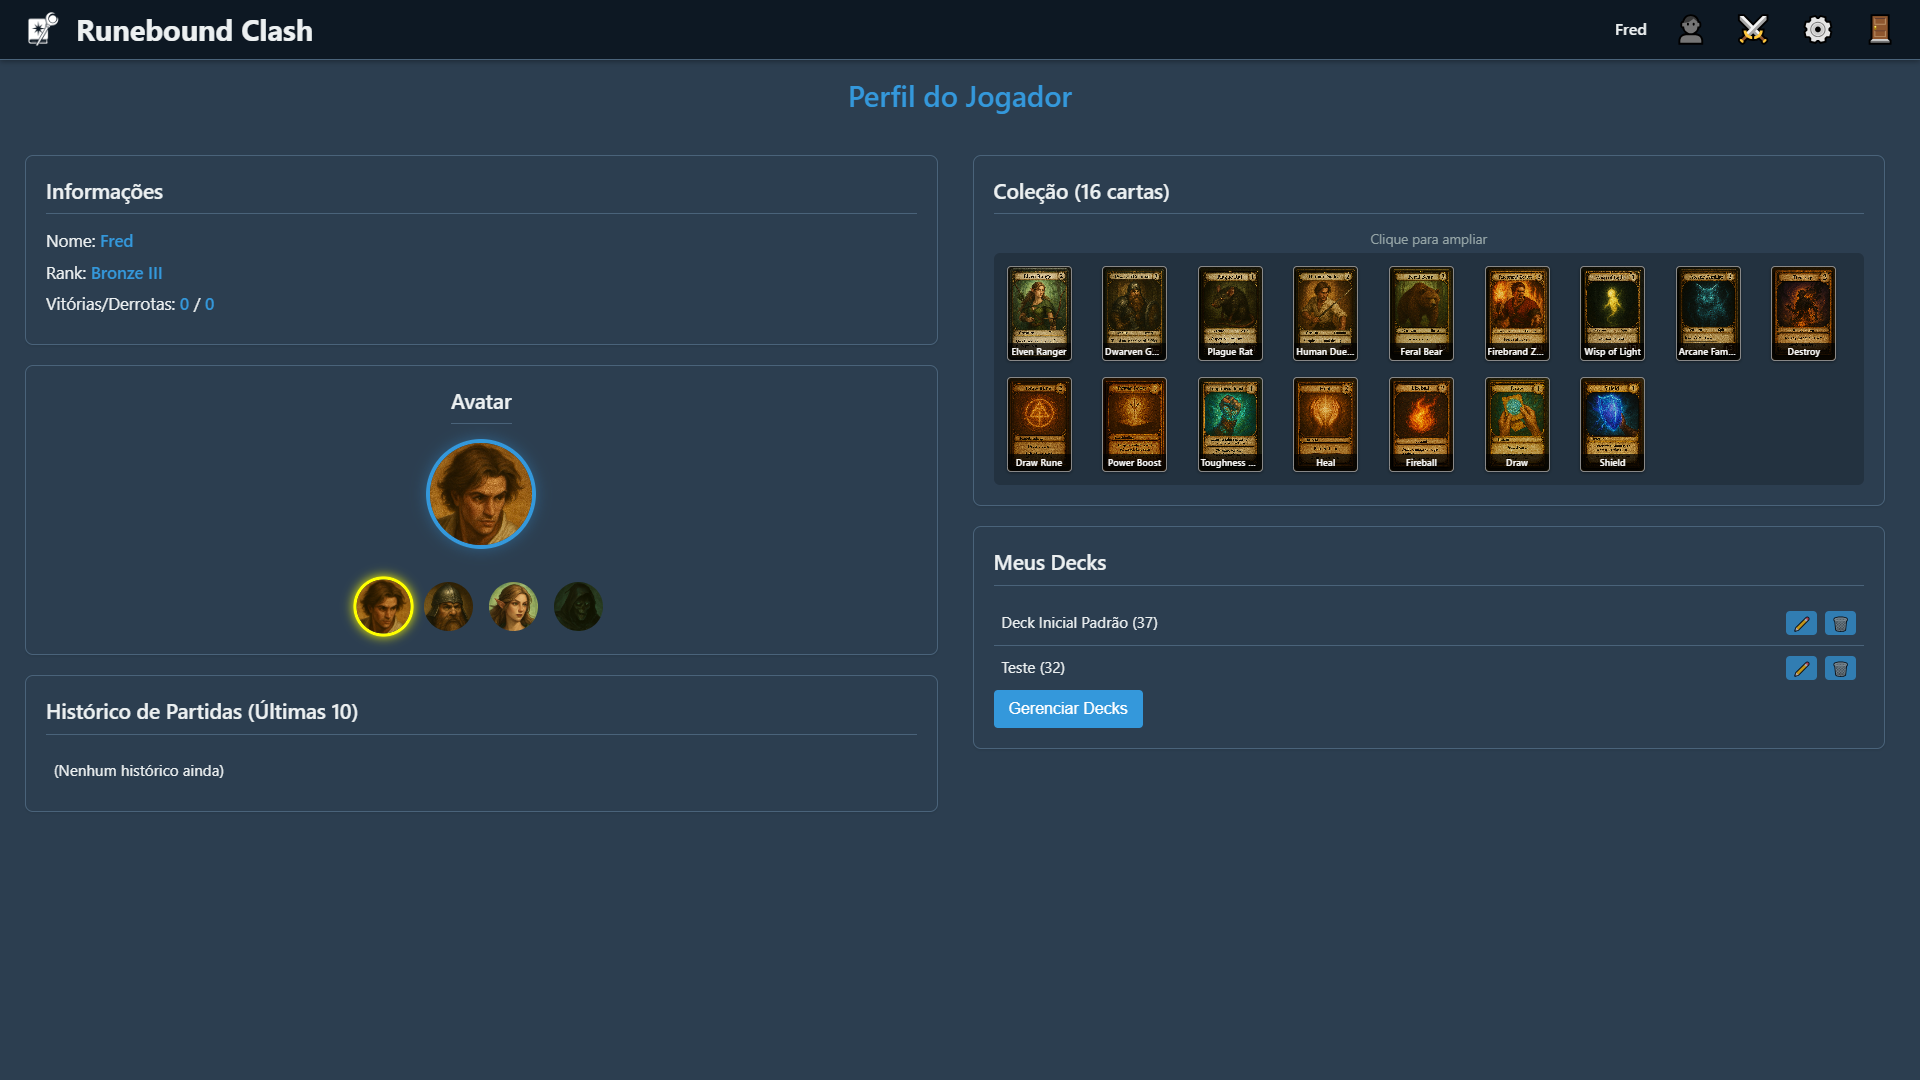 Runebound Clash
Fred
Perfil do Jogador
Informações
Nome: Fred
Rank: Bronze III
Vitórias/Derrotas: 0 / 0
Avatar
Histórico de Partidas (Últimas 10)
(Nenhum histórico ainda)
Coleção (16 cartas)
Clique para ampliar
Elven Ranger
Dwarven G...
Plague Rat
Human Due...
Feral Bear
Firebrand Z...
Wisp of Light
Arcane Fam...
Destroy
Draw Rune
Power Boost
Toughness ...
Heal
Fireball
Draw
Shield
Meus Decks
Deck Inicial Padrão (37)
Teste (32)
Gerenciar Decks